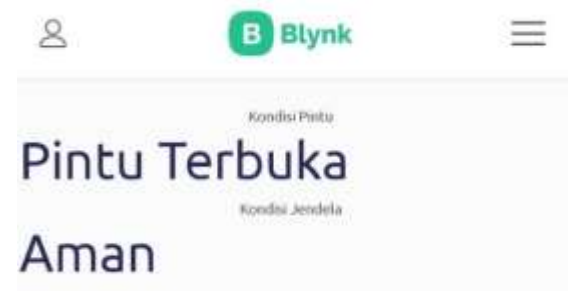 B Blynk
Kondisi Pintu
Pintu Terbuka
Kondisi Jendela
Aman